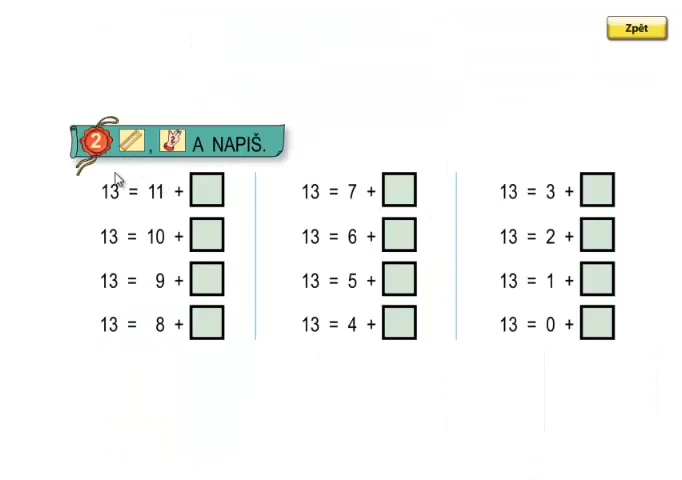 Zpět
2 , 2 A NAPIŠ.
13 = 11 +
13 = 10 +
13 = 9 +
13 = 8 +
13 = 7 +
13 = 6 +
13 = 5 +
13 = 4 +
13 = 3 +
13 = 2 +
13 = 1 +
13 = 0 +